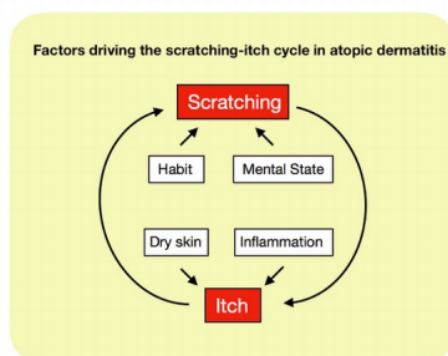 Factors driving the scratching-itch cycle in atopic dermatitis
Scratching
Habit
Mental State
Dry skin
Inflammation
Itch